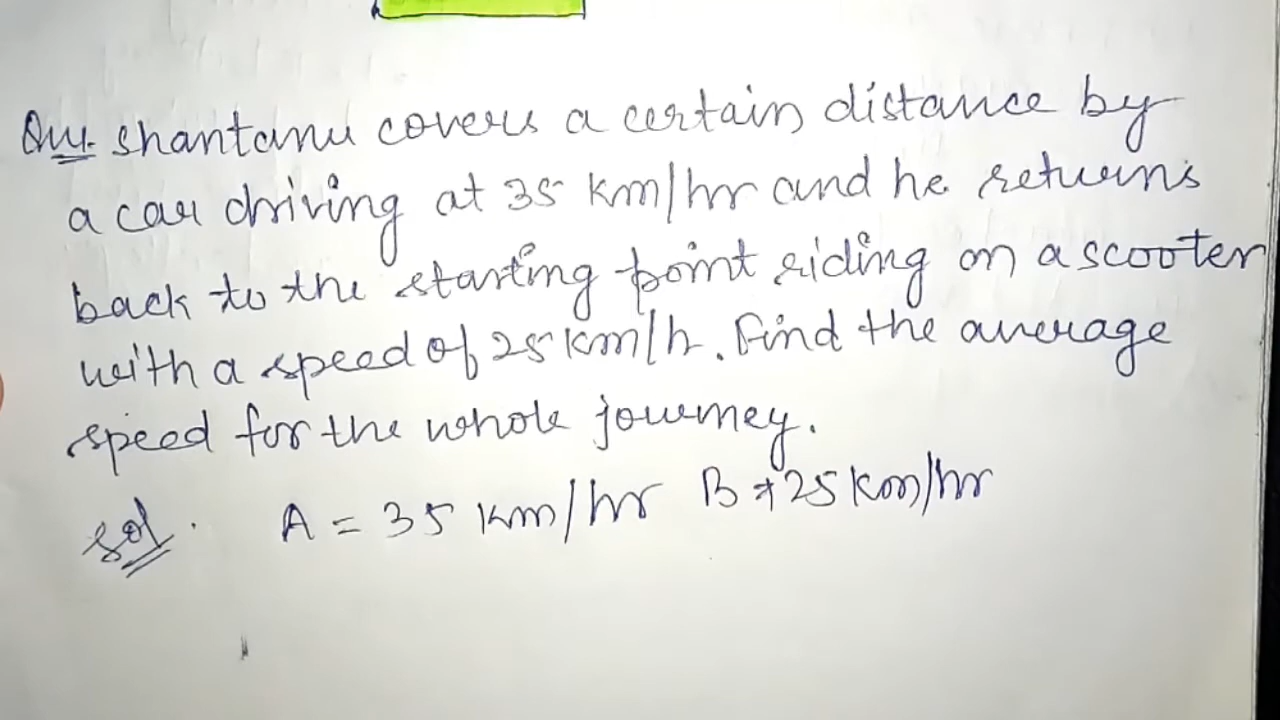 Qu1. Shantanu covers a certain distance by
a car driving at 35 km/hr and he returns
back to the starting point riding on a scooter
with a speed of 25 km/h. Find the average
speed for the whole journey.
Sol. A = 35 km/hr B = 25 km/hr